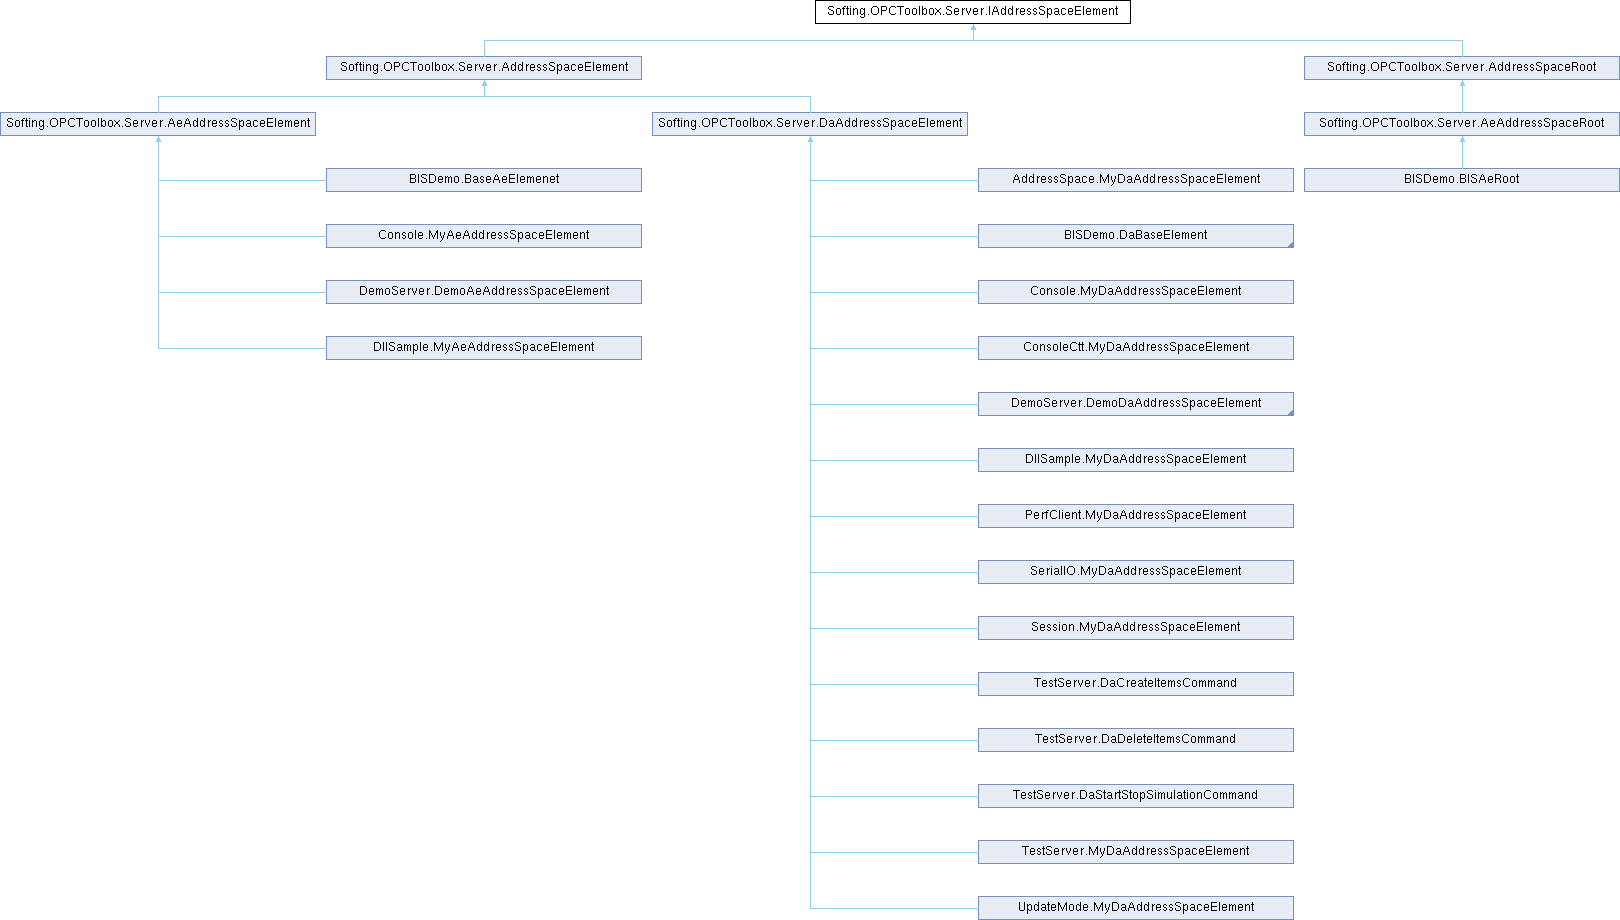 Softing.OPCToolbox.Server.IAddressSpaceElement
Softing.OPCToolbox.Server.AddressSpaceElement
Softing.OPCToolbox.Server.AddressSpaceRoot
Softing.OPCToolbox.Server.AeAddressSpaceElement
Softing.OPCToolbox.Server.DaAddressSpaceElement
Softing.OPCToolbox.Server.AeAddressSpaceRoot
BISDemo.BaseAeElemenet
AddressSpace.MyDaAddressSpaceElement
BISDemo.BISAeRoot
Console.MyAeAddressSpaceElement
BISDemo.DaBaseElement
DemoServer.DemoAeAddressSpaceElement
Console.MyDaAddressSpaceElement
DllSample.MyAeAddressSpaceElement
ConsoleCtt.MyDaAddressSpaceElement
DemoServer.DemoDaAddressSpaceElement
DllSample.MyDaAddressSpaceElement
PerfClient.MyDaAddressSpaceElement
SerialIO.MyDaAddressSpaceElement
Session.MyDaAddressSpaceElement
TestServer.DaCreateItemsCommand
TestServer.DaDeleteItemsCommand
TestServer.DaStartStopSimulationCommand
TestServer.MyDaAddressSpaceElement
UpdateMode.MyDaAddressSpaceElement